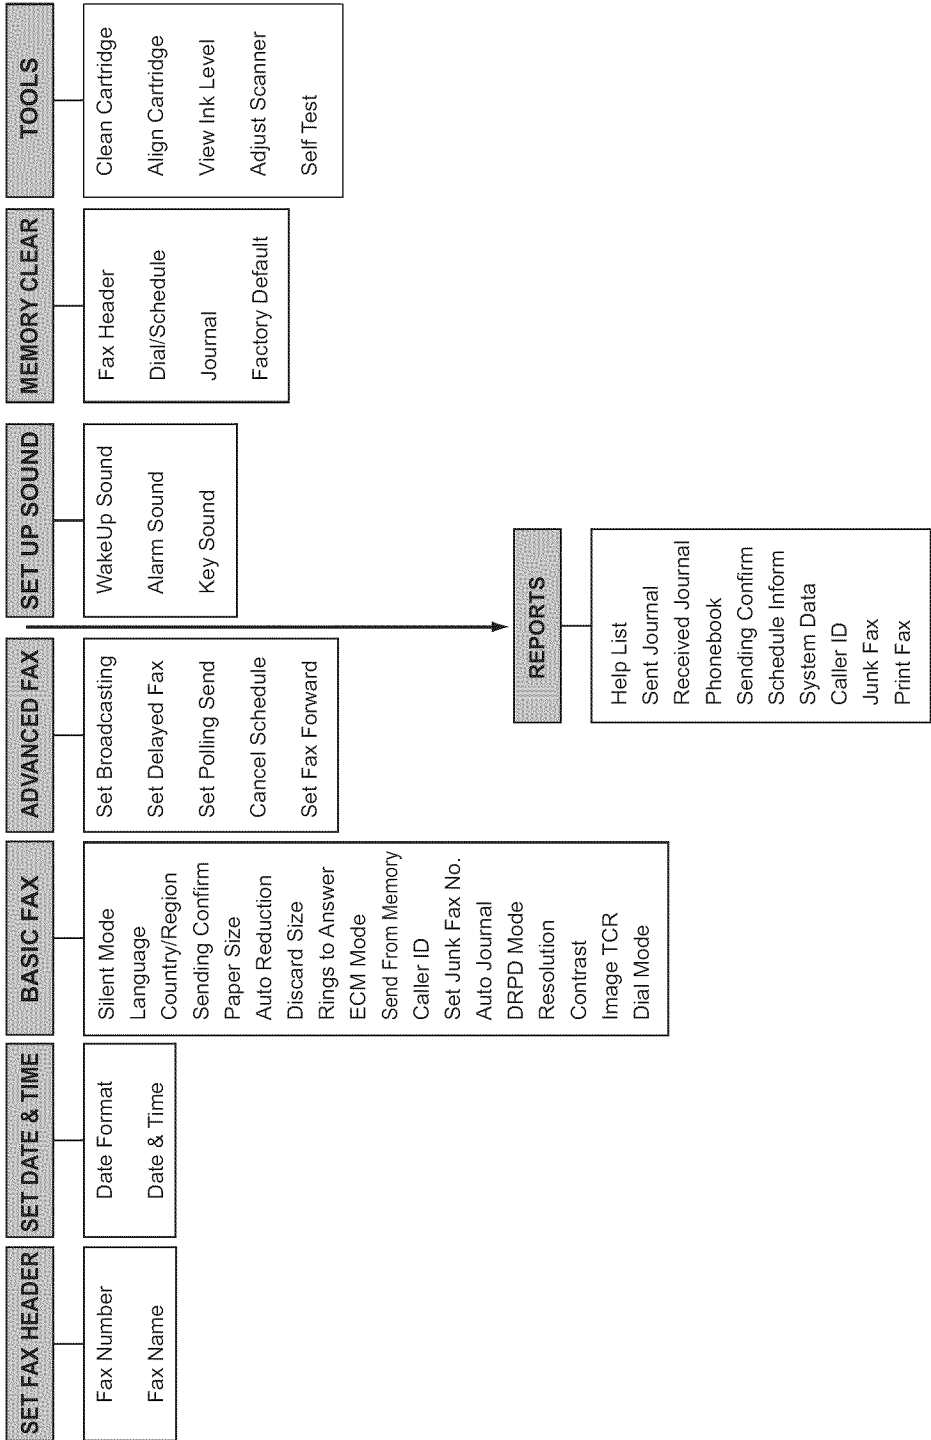 SET FAX HEADER
Fax Number
Fax Name
SET DATE & TIME
Date Format
Date & Time
BASIC FAX
Silent Mode
Language
Country/Region
Sending Confirm
Paper Size
Auto Reduction
Discard Size
Rings to Answer
ECM Mode
Send From Memory
Caller ID
Set Junk Fax No.
Auto Journal
DRPD Mode
Resolution
Contrast
Image TCR
Dial Mode
ADVANCED FAX
Set Broadcasting
Set Delayed Fax
Set Polling Send
Cancel Schedule
Set Fax Forward
REPORTS
Help List
Sent Journal
Received Journal
Phonebook
Sending Confirm
Schedule Inform
System Data
Caller ID
Junk Fax
Print Fax
SET UP SOUND
WakeUp Sound
Alarm Sound
Key Sound
MEMORY CLEAR
Fax Header
Dial/Schedule
Journal
Factory Default
TOOLS
Clean Cartridge
Align Cartridge
View Ink Level
Adjust Scanner
Self Test